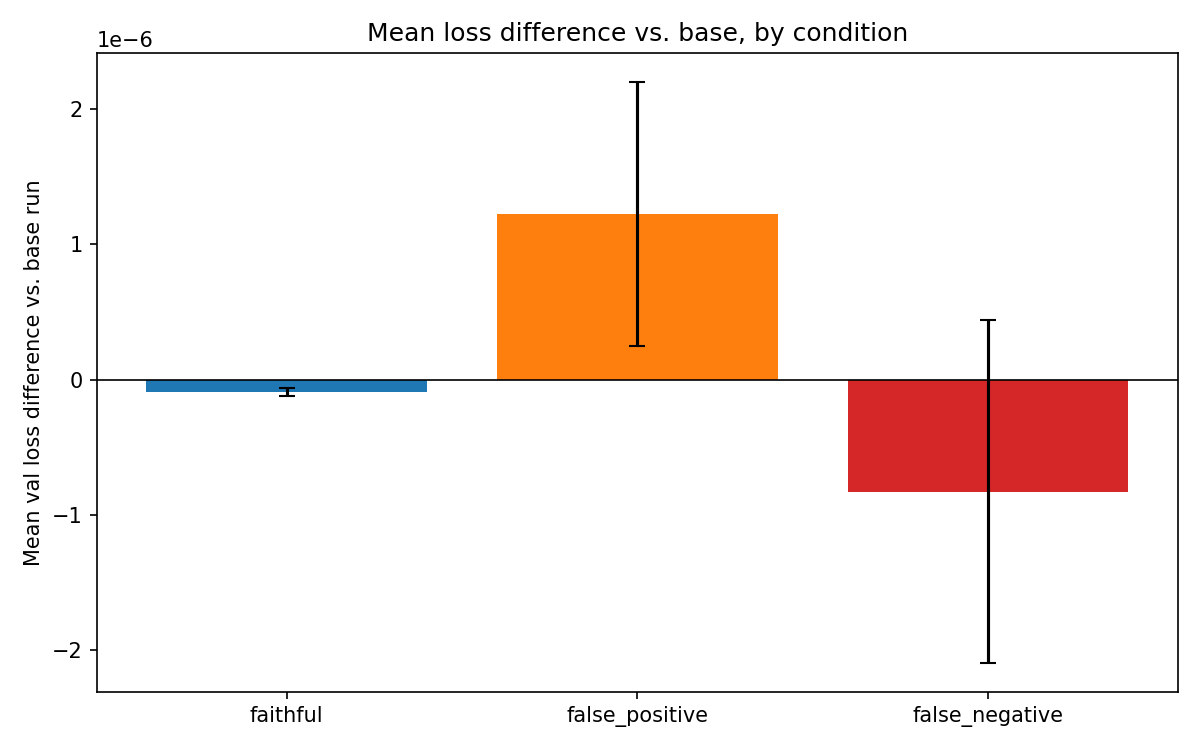 Mean loss difference vs. base, by condition
1e−6
Mean val loss difference vs. base run
2
1
0
−1
−2
faithful
false_positive
false_negative